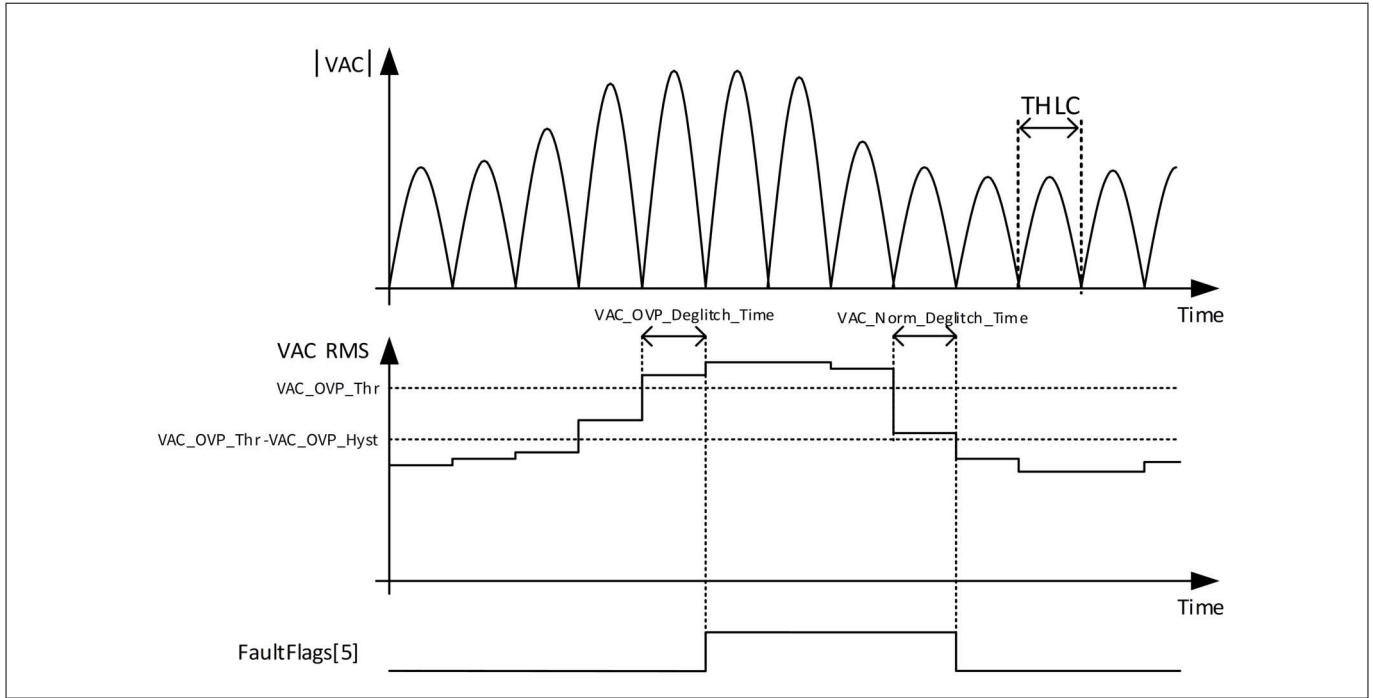 |VAC|
THLC
Time
VAC_OVP_Deglitch_Time
VAC_Norm_Deglitch_Time
VAC RMS
VAC_OVP_Thr
VAC_OVP_Thr-VAC_OVP_Hyst
Time
FaultFlags[5]